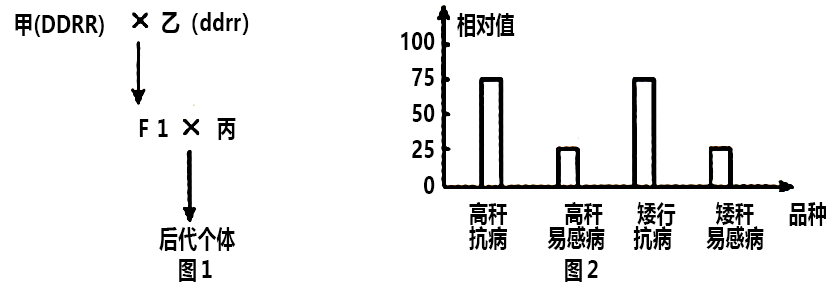 甲(DDRR) × 乙 (ddrr)
F 1 × 丙
后代个体
图1
相对值
100
75
50
25
0
高秆 高秆 矮行 矮秆 品种
抗病 易感病 抗病 易感病
图2